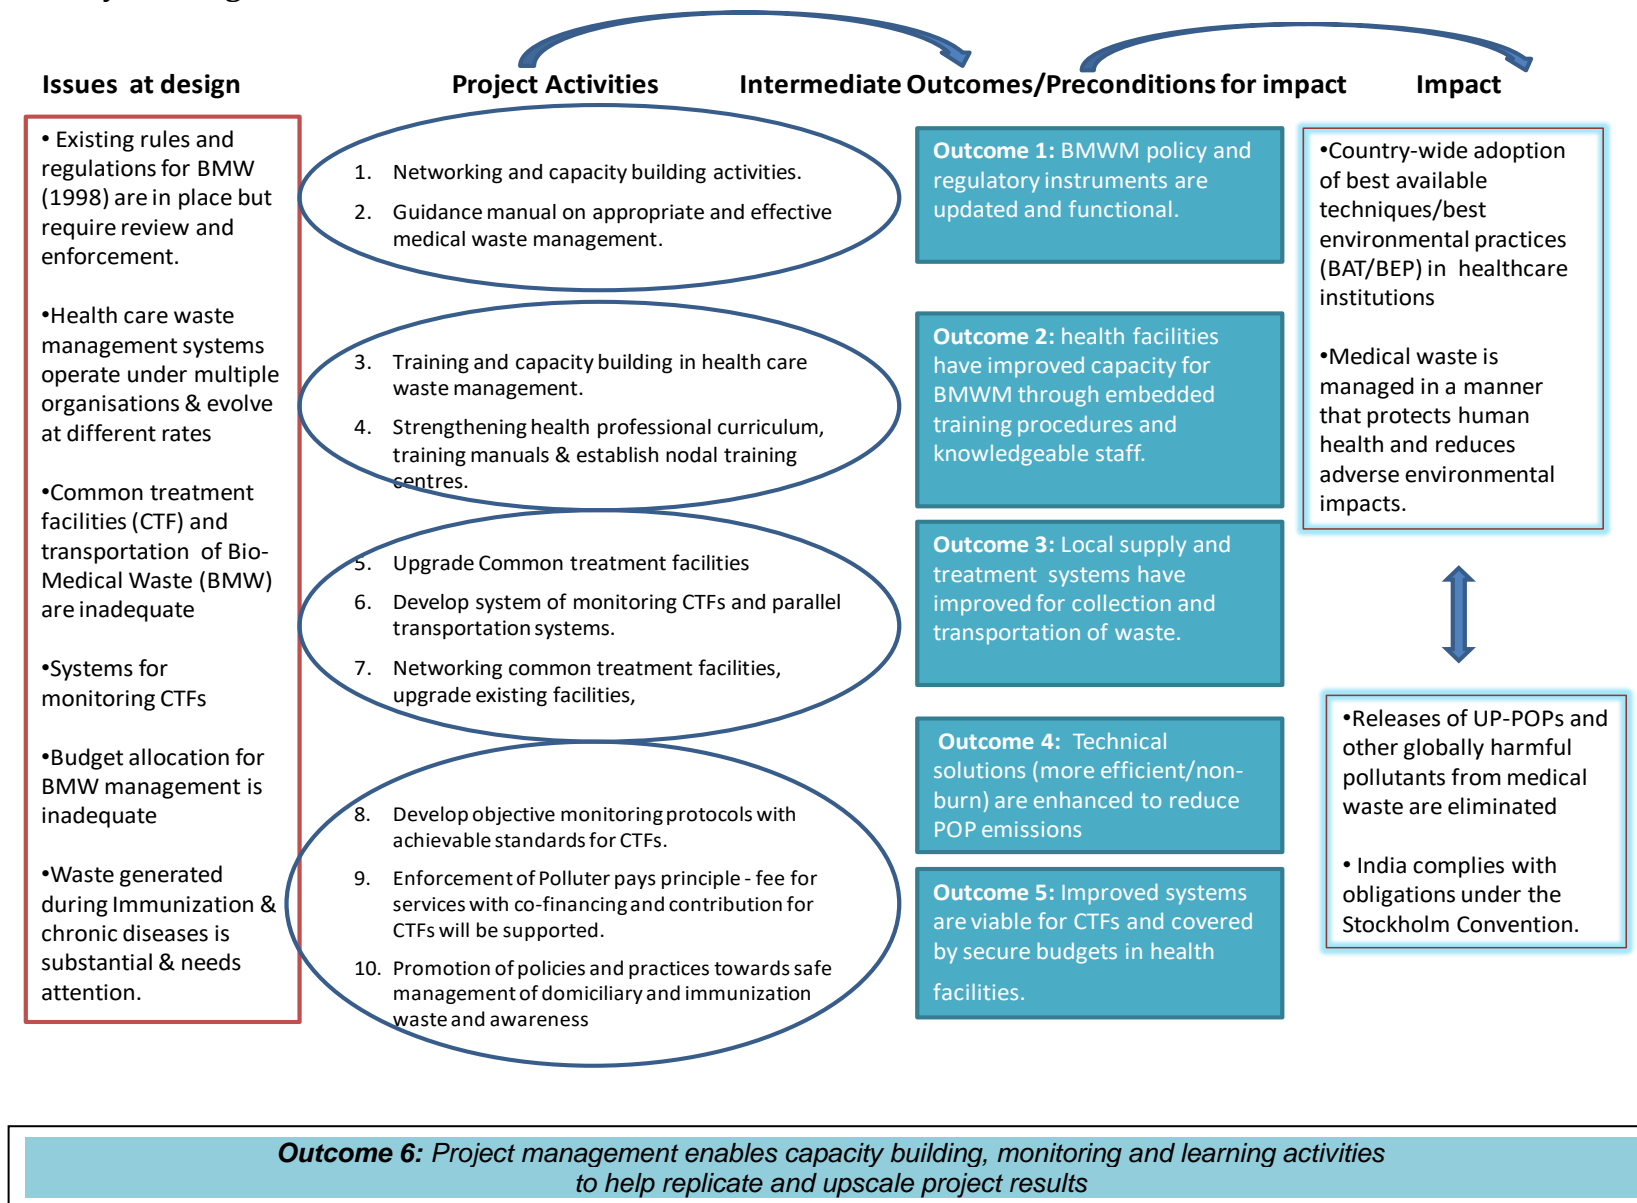 Issues at design
Project Activities
Intermediate Outcomes/Preconditions for impact
Impact
• Existing rules and
regulations for BMW
(1998) are in place but
require review and
enforcement.
•Health care waste
management systems
operate under multiple
organisations & evolve
at different rates
•Common treatment
facilities (CTF) and
transportation of Bio-
Medical Waste (BMW)
are inadequate
•Systems for
monitoring CTFs
•Budget allocation for
BMW management is
inadequate
•Waste generated
during Immunization &
chronic diseases is
substantial & needs
attention.
1. Networking and capacity building activities.
2. Guidance manual on appropriate and effective
medical waste management.
3. Training and capacity building in health care
waste management.
4. Strengthening health professional curriculum,
training manuals & establish nodal training
centres.
5. Upgrade Common treatment facilities
6. Develop system of monitoring CTFs and parallel
transportation systems.
7. Networking common treatment facilities,
upgrade existing facilities,
8. Develop objective monitoring protocols with
achievable standards for CTFs.
9. Enforcement of Polluter pays principle - fee for
services with co-financing and contribution for
CTFs will be supported.
10. Promotion of policies and practices towards safe
management of domiciliary and immunization
waste and awareness
Outcome 1: BMWM policy and
regulatory instruments are
updated and functional.
Outcome 2: health facilities
have improved capacity for
BMWM through embedded
training procedures and
knowledgeable staff.
Outcome 3: Local supply and
treatment systems have
improved for collection and
transportation of waste.
Outcome 4: Technical
solutions (more efficient/non-
burn) are enhanced to reduce
POP emissions
Outcome 5: Improved systems
are viable for CTFs and covered
by secure budgets in health
facilities.
•Country-wide adoption
of best available
techniques/best
environmental practices
(BAT/BEP) in healthcare
institutions
•Medical waste is
managed in a manner
that protects human
health and reduces
adverse environmental
impacts.
•Releases of UP-POPs and
other globally harmful
pollutants from medical
waste are eliminated
• India complies with
obligations under the
Stockholm Convention.
Outcome 6: Project management enables capacity building, monitoring and learning activities
to help replicate and upscale project results